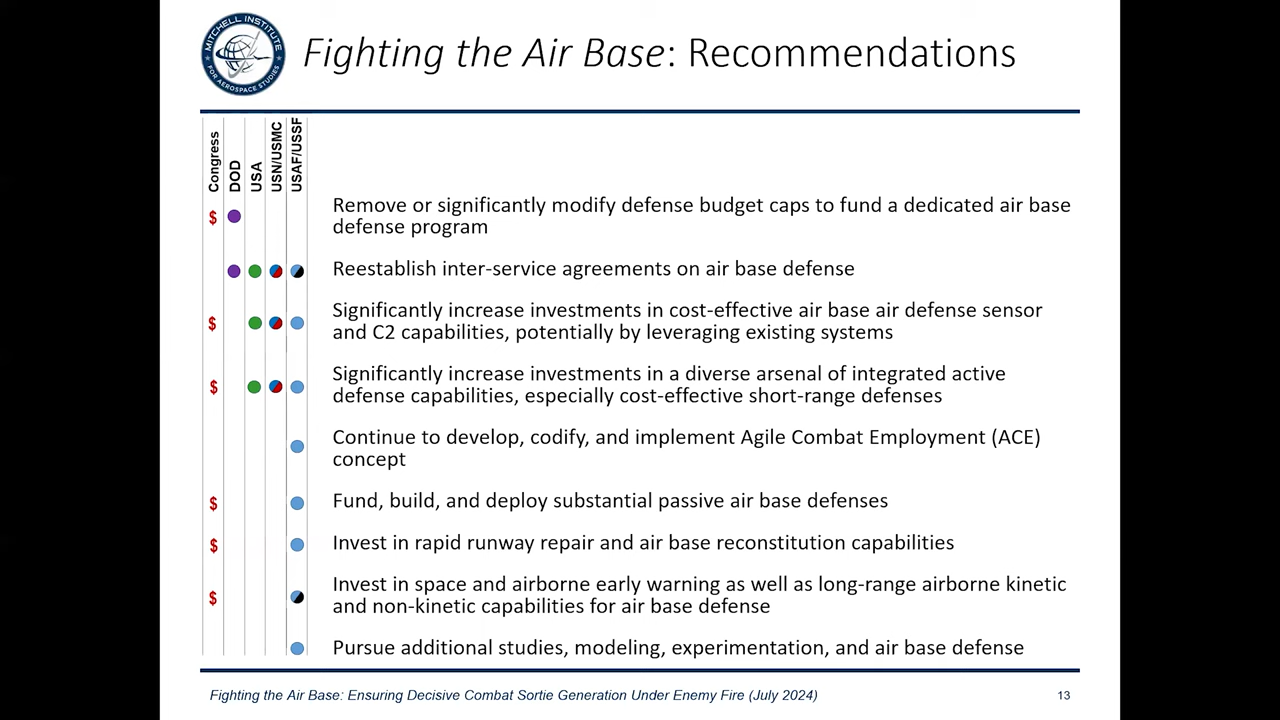 MITCHELL INSTITUTE
FOR AEROSPACE STUDIES
Fighting the Air Base: Recommendations
Congress
DOD
USA
USN/USMC
USAF/USSF
$
Remove or significantly modify defense budget caps to fund a dedicated air base
defense program
Reestablish inter-service agreements on air base defense
$
Significantly increase investments in cost-effective air base air defense sensor
and C2 capabilities, potentially by leveraging existing systems
$
Significantly increase investments in a diverse arsenal of integrated active
defense capabilities, especially cost-effective short-range defenses
Continue to develop, codify, and implement Agile Combat Employment (ACE)
concept
$
Fund, build, and deploy substantial passive air base defenses
$
Invest in rapid runway repair and air base reconstitution capabilities
$
Invest in space and airborne early warning as well as long-range airborne kinetic
and non-kinetic capabilities for air base defense
Pursue additional studies, modeling, experimentation, and air base defense
Fighting the Air Base: Ensuring Decisive Combat Sortie Generation Under Enemy Fire (July 2024)
13